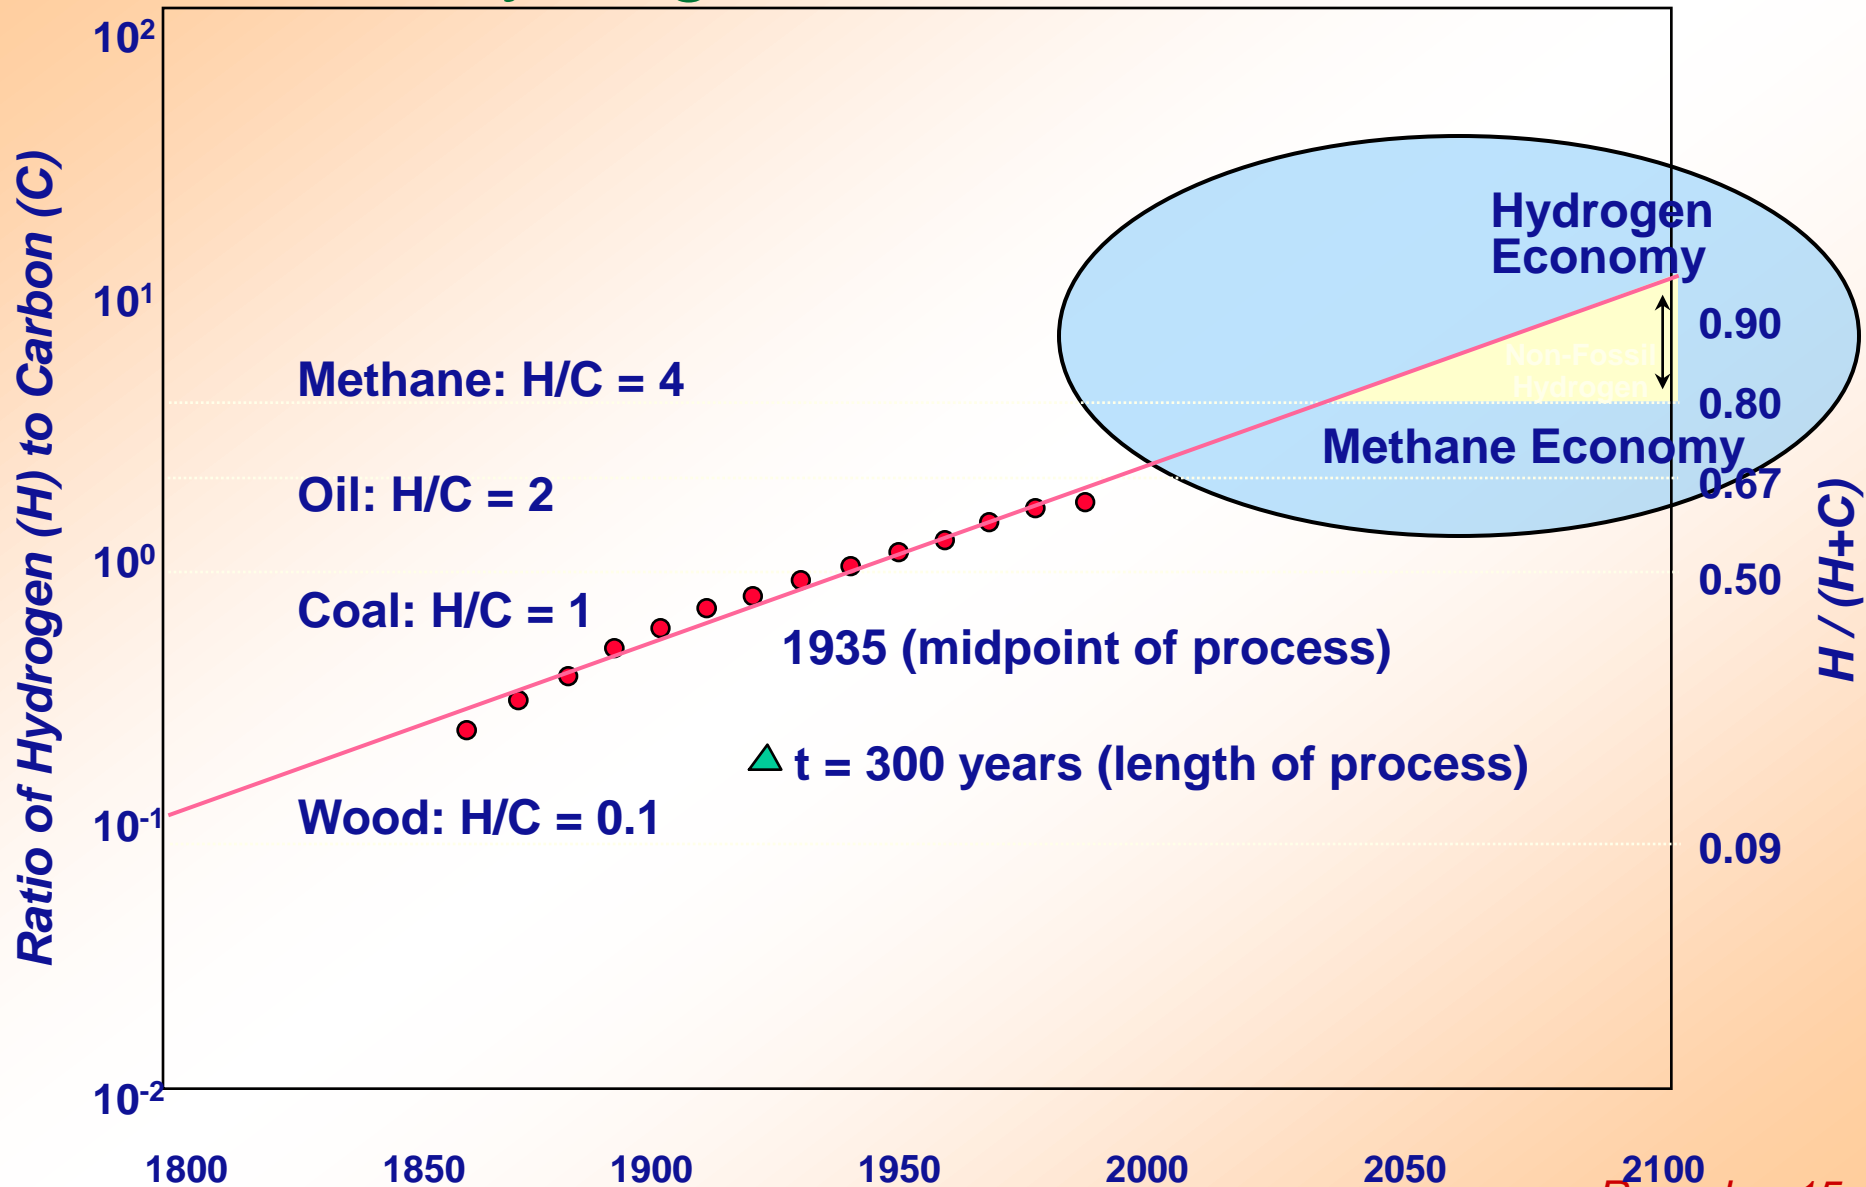 10²
10¹
10⁰
10⁻¹
10⁻²
Ratio of Hydrogen (H) to Carbon (C)
Methane: H/C = 4
Oil: H/C = 2
Coal: H/C = 1
Wood: H/C = 0.1
1935 (midpoint of process)
t = 300 years (length of process)
Hydrogen
Economy
Non-Fossil
Hydrogen
Methane Economy
0.90
0.80
0.67
0.50
0.09
H / (H+C)
1800 1850 1900 1950 2000 2050 2100
15